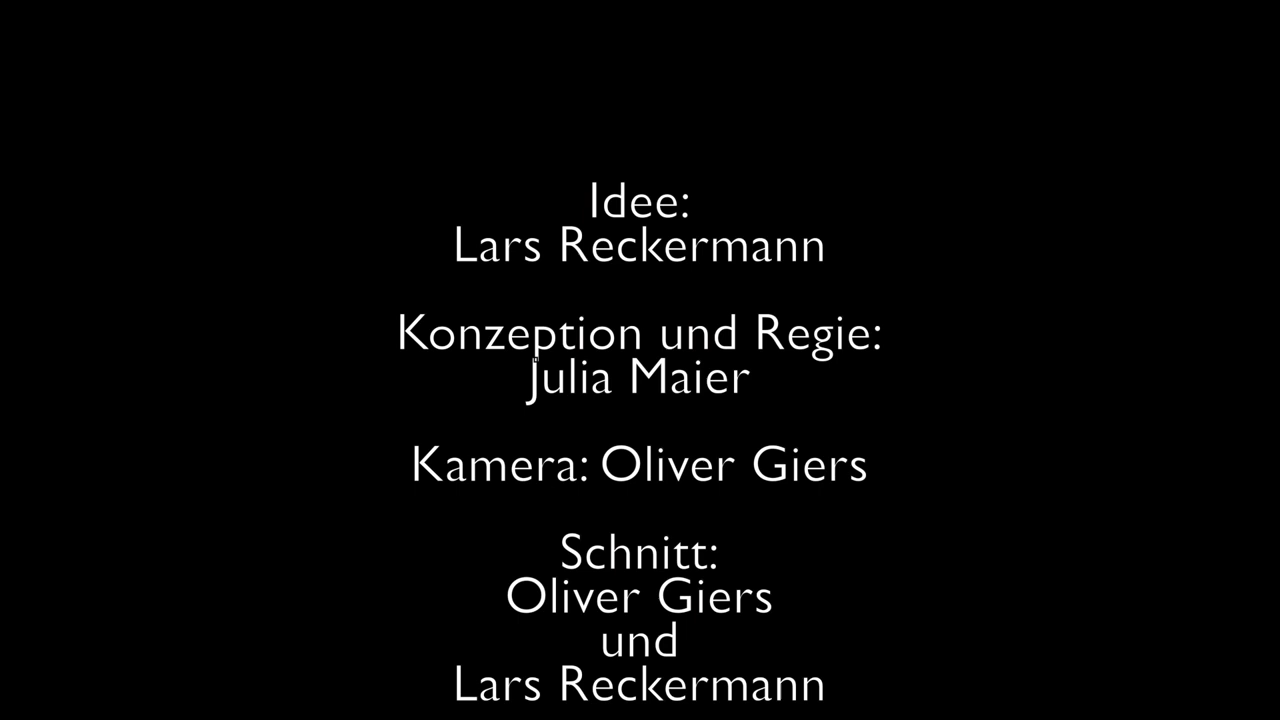 Idee:
Lars Reckermann
Konzeption und Regie:
Julia Maier
Kamera: Oliver Giers
Schnitt:
Oliver Giers
und
Lars Reckermann